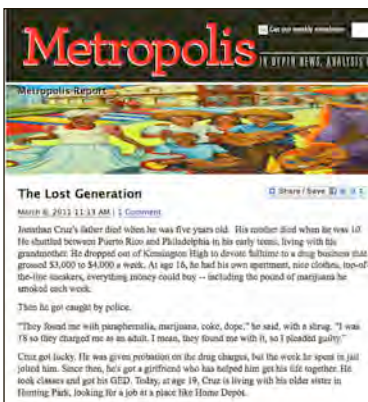 Get our weekly newsletter
Metropolis
IN DEPTH NEWS, ANALYSIS
Metropolis Report
The Lost Generation
Share / Save
March 6, 2011 11:13 AM | 1 Comment
Jonathan Cruz's father died when he was five years old. His mother died when he was 10.
He shuttled between Puerto Rico and Philadelphia in his early teens, living with his
grandmother. He dropped out of Kensington High to devote fulltime to a drug business that
grossed $3,000 to $4,000 a week. At age 16, he had his own apartment, nice clothes, top-of-
the-line sneakers, everything money could buy -- including the pound of marijuana he
smoked each week.
Then he got caught by police.
"They found me with paraphernalia, marijuana, coke, dope," he said, with a shrug. "I was
18 so they charged me as an adult. I mean, they found me with it, so I pleaded guilty."
Cruz got lucky. He was given probation on the drug charges, but the week he spent in jail
jolted him. Since then, he's got a girlfriend who has helped him get his life together. He
took classes and got his GED. Today, at age 19, Cruz is living with his older sister in
Hunting Park, looking for a job at a place like Home Depot.